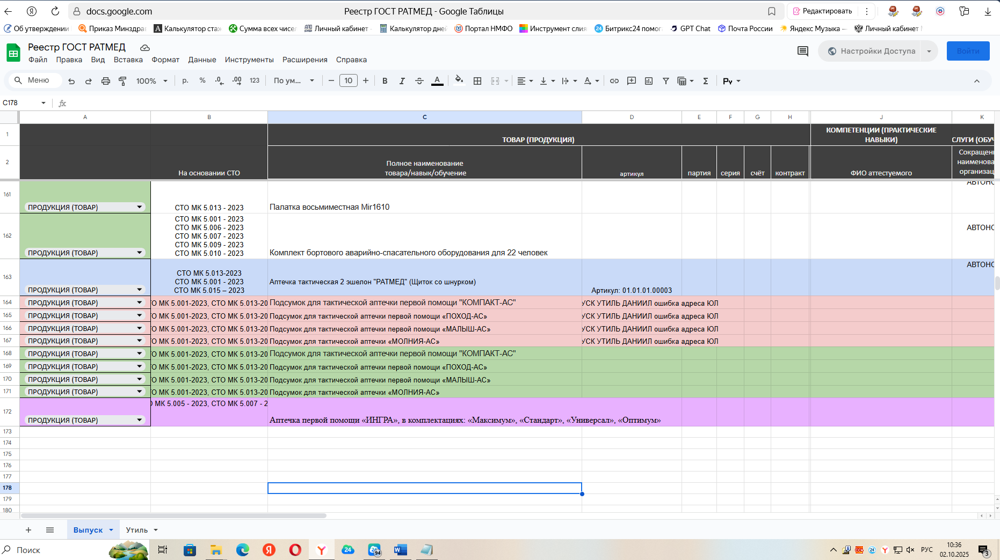 docs.google.com
Реестр ГОСТ РАТМЕД - Google Таблицы
Редактировать
Об утверждении
Приказ Минздра
Калькулятор стаж
Сумма всех чисел
Личный кабинет -
Калькулятор дней
Портал НМФО
Инструмент слия
Битрикс24 помог
GPT Chat
Почта России
Яндекс Музыка —
Личный кабинет
Реестр ГОСТ РАТМЕД
Файл Правка Вид Вставка Формат Данные Инструменты Расширения Справка
Настройки Доступа
Войти
Меню
100%
р. % .0 .00 123
По ум...
10
C178
A B C D E F G H J K
1
ТОВАР (ПРОДУКЦИЯ)
КОМПЕТЕНЦИИ (ПРАКТИЧЕСКИЕ
НАВЫКИ)
СЛУГИ (ОБУЧ
2
На основании СТО
Полное наименование
товара/навык/обучение
артикул
партия
серия
счёт
контракт
ФИО аттестуемого
Сокращен
наименова
организац
161
ПРОДУКЦИЯ (ТОВАР)
СТО МК 5.013 - 2023
Палатка восьмиместная Mir1610
АВТОНО
162
ПРОДУКЦИЯ (ТОВАР)
СТО МК 5.001 - 2023
СТО МК 5.006 - 2023
СТО МК 5.007 - 2023
СТО МК 5.009 - 2023
СТО МК 5.010 - 2023
Комплект бортового аварийно-спасательного оборудования для 22 человек
АВТОНО
163
ПРОДУКЦИЯ (ТОВАР)
СТО МК 5.013-2023
СТО МК 5.001 - 2023
СТО МК 5.015 – 2023
Аптечка тактическая 2 эшелон "РАТМЕД" (Щиток со шнурком)
Артикул: 01.01.01.00003
АВТОНО
164 ПРОДУКЦИЯ (ТОВАР) ТО МК 5.001-2023, СТО МК 5.013-20 Подсумок для тактической аптечки первой помощи "КОМПАКТ-АС" УСК УТИЛЬ ДАНИИЛ ошибка адреса ЮЛ
165 ПРОДУКЦИЯ (ТОВАР) ТО МК 5.001-2023, СТО МК 5.013-20 Подсумок для тактической аптечки первой помощи «ПОХОД-АС» УСК УТИЛЬ ДАНИИЛ ошибка адреса ЮЛ
166 ПРОДУКЦИЯ (ТОВАР) ТО МК 5.001-2023, СТО МК 5.013-20 Подсумок для тактической аптечки первой помощи «МАЛЫШ-АС» УСК УТИЛЬ ДАНИИЛ ошибка адреса ЮЛ
167 ПРОДУКЦИЯ (ТОВАР) ТО МК 5.001-2023, СТО МК 5.013-20 Подсумок для тактической аптечки «МОЛНИЯ-АС» УСК УТИЛЬ ДАНИИЛ ошибка адреса ЮЛ
168 ПРОДУКЦИЯ (ТОВАР) ТО МК 5.001-2023, СТО МК 5.013-20 Подсумок для тактической аптечки первой помощи "КОМПАКТ-АС"
169 ПРОДУКЦИЯ (ТОВАР) ТО МК 5.001-2023, СТО МК 5.013-20 Подсумок для тактической аптечки первой помощи «ПОХОД-АС»
170 ПРОДУКЦИЯ (ТОВАР) ТО МК 5.001-2023, СТО МК 5.013-20 Подсумок для тактической аптечки первой помощи «МАЛЫШ-АС»
171 ПРОДУКЦИЯ (ТОВАР) ТО МК 5.001-2023, СТО МК 5.013-20 Подсумок для тактической аптечки «МОЛНИЯ-АС»
172 ПРОДУКЦИЯ (ТОВАР) О МК 5.005 - 2023, СТО МК 5.007 - 2 Аптечка первой помощи «ИНГРА», в комплектациях: «Максимум», «Стандарт», «Универсал», «Оптимум»
173
174
175
176
177
178
179
180
Выпуск Утиль
Поиск
24
94
РУС
10:36
02.10.2025
3